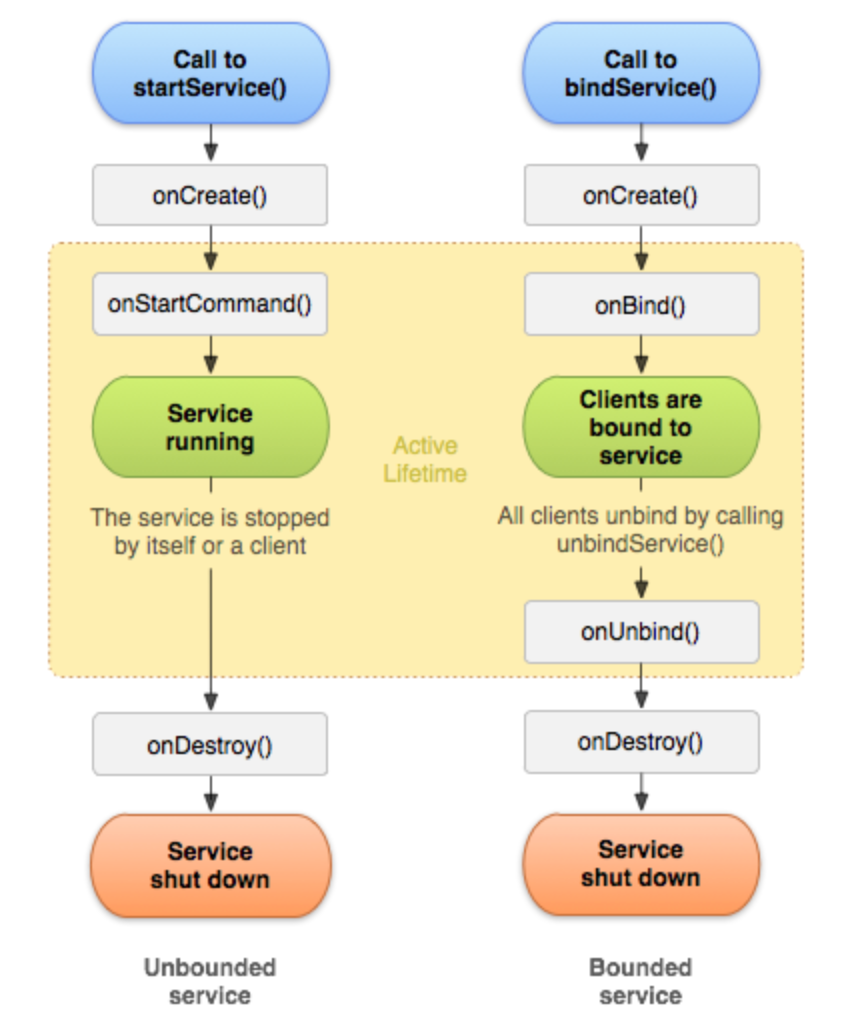 Call to
startService()
onCreate()
onStartCommand()
Service
running
The service is stopped
by itself or a client
onDestroy()
Service
shut down
Unbounded
service
Active
Lifetime
Call to
bindService()
onCreate()
onBind()
Clients are
bound to
service
All clients unbind by calling
unbindService()
onUnbind()
onDestroy()
Service
shut down
Bounded
service